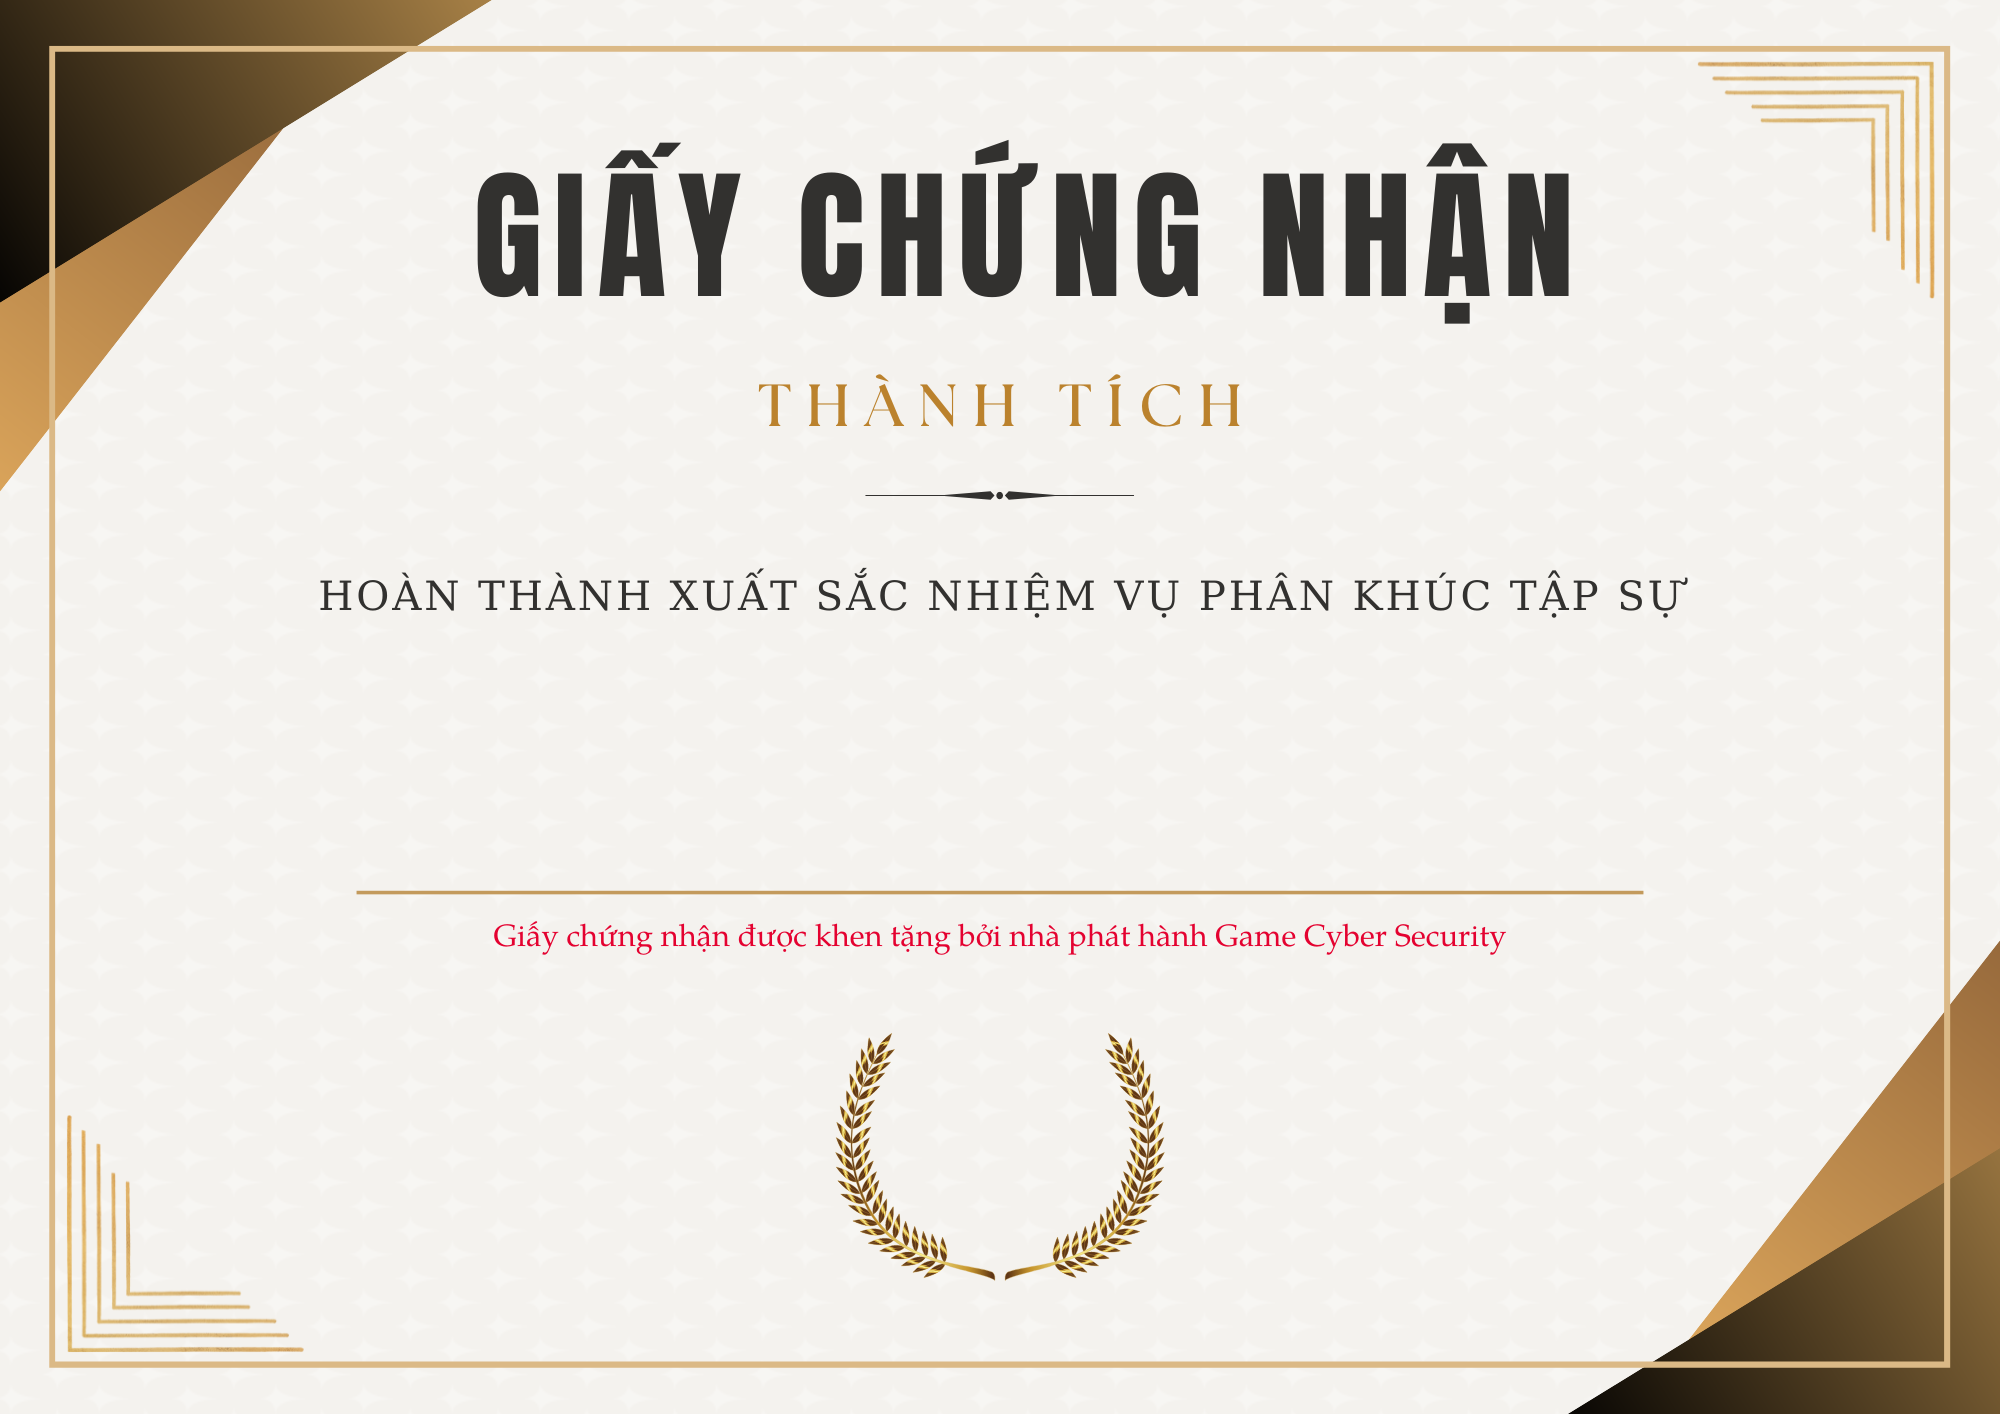 GIẤY CHỨNG NHẬN
THÀNH TÍCH
HOÀN THÀNH XUẤT SẮC NHIỆM VỤ PHÂN KHÚC TẬP SỰ
Giấy chứng nhận được khen tặng bởi nhà phát hành Game Cyber Security